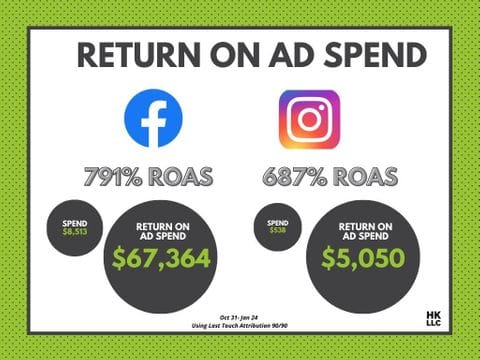 RETURN ON AD SPEND
791% ROAS
687% ROAS
SPEND
$8,513
RETURN ON
AD SPEND
$67,364
SPEND
$538
RETURN ON
AD SPEND
$5,050
Oct 31- Jan 24
Using Last Touch Attribution 90/90
HK
LLC